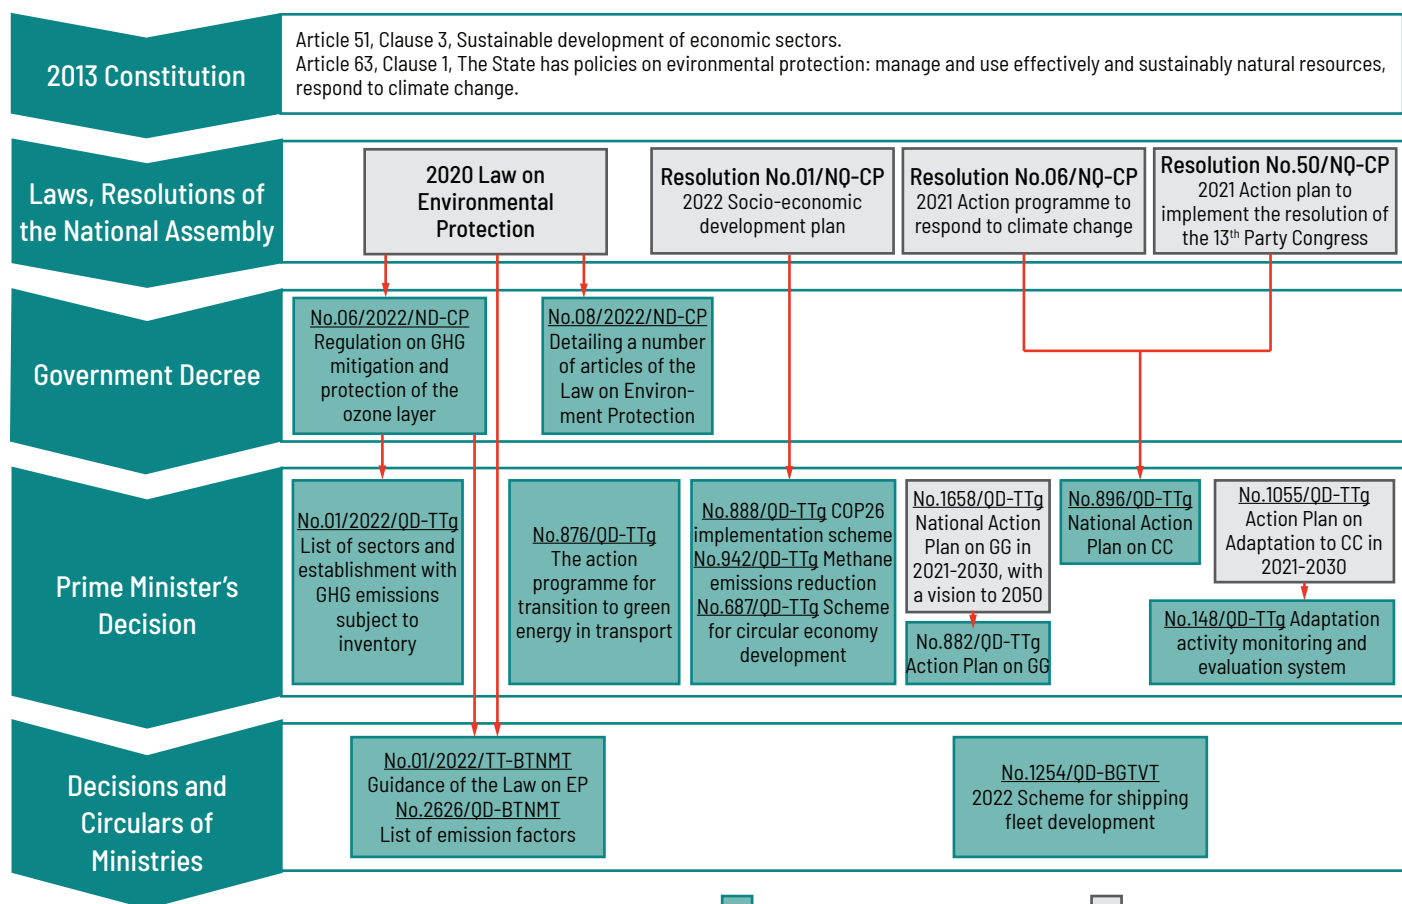 2013 Constitution
Article 51, Clause 3, Sustainable development of economic sectors.
Article 63, Clause 1, The State has policies on evironmental protection: manage and use effectively and sustainably natural resources,
respond to climate change.
Laws, Resolutions of
the National Assembly
2020 Law on
Environmental
Protection
Resolution No.01/NQ-CP
2022 Socio-economic
development plan
Resolution No.06/NQ-CP
2021 Action programme to
respond to climate change
Resolution No.50/NQ-CP
2021 Action plan to
implement the resolution of
the 13th Party Congress
Government Decree
No.06/2022/ND-CP
Regulation on GHG
mitigation and
protection of the
ozone layer
No.08/2022/ND-CP
Detailing a number
of articles of the
Law on Environ-
ment Protection
Prime Minister's
Decision
No.01/2022/QD-TTg
List of sectors and
establishment with
GHG emissions
subject to
inventory
No.876/QD-TTg
The action
programme for
transition to green
energy in transport
No.888/QD-TTg COP26
implementation scheme
No.942/QD-TTg Methane
emissions reduction
No.687/QD-TTg Scheme
for circular economy
development
No.1658/QD-TTg
National Action
Plan on GG in
2021-2030, with
a vision to 2050
No.882/QD-TTg
Action Plan on GG
No.896/QD-TTg
National Action
Plan on CC
No.1055/QD-TTg
Action Plan on
Adaptation to CC in
2021-2030
No.148/QD-TTg Adaptation
activity monitoring and
evaluation system
Decisions and
Circulars of
Ministries
No.01/2022/TT-BTNMT
Guidance of the Law on EP
No.2626/QD-BTNMT
List of emission factors
No.1254/QD-BGTVT
2022 Scheme for shipping
fleet development